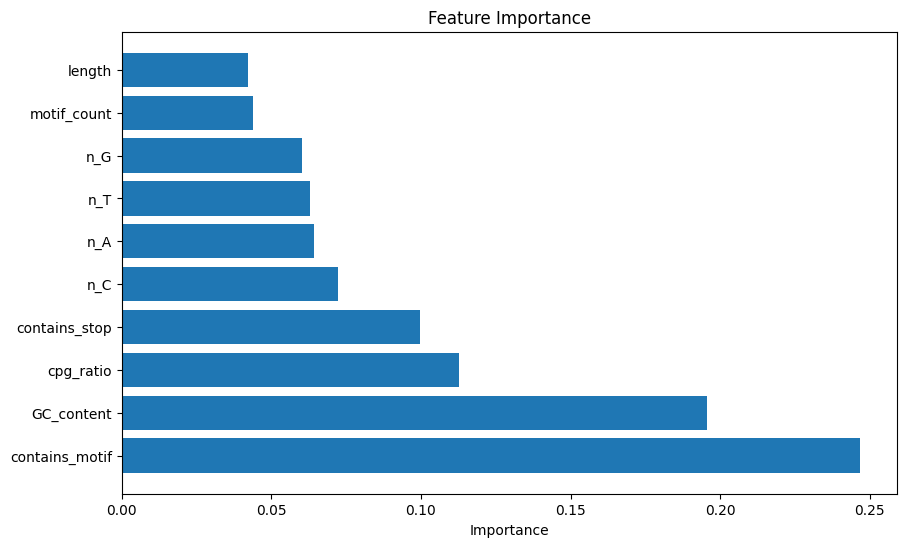 Feature Importance
length
motif_count
n_G
n_T
n_A
n_C
contains_stop
cpg_ratio
GC_content
contains_motif
0.00 0.05 0.10 0.15 0.20 0.25
Importance